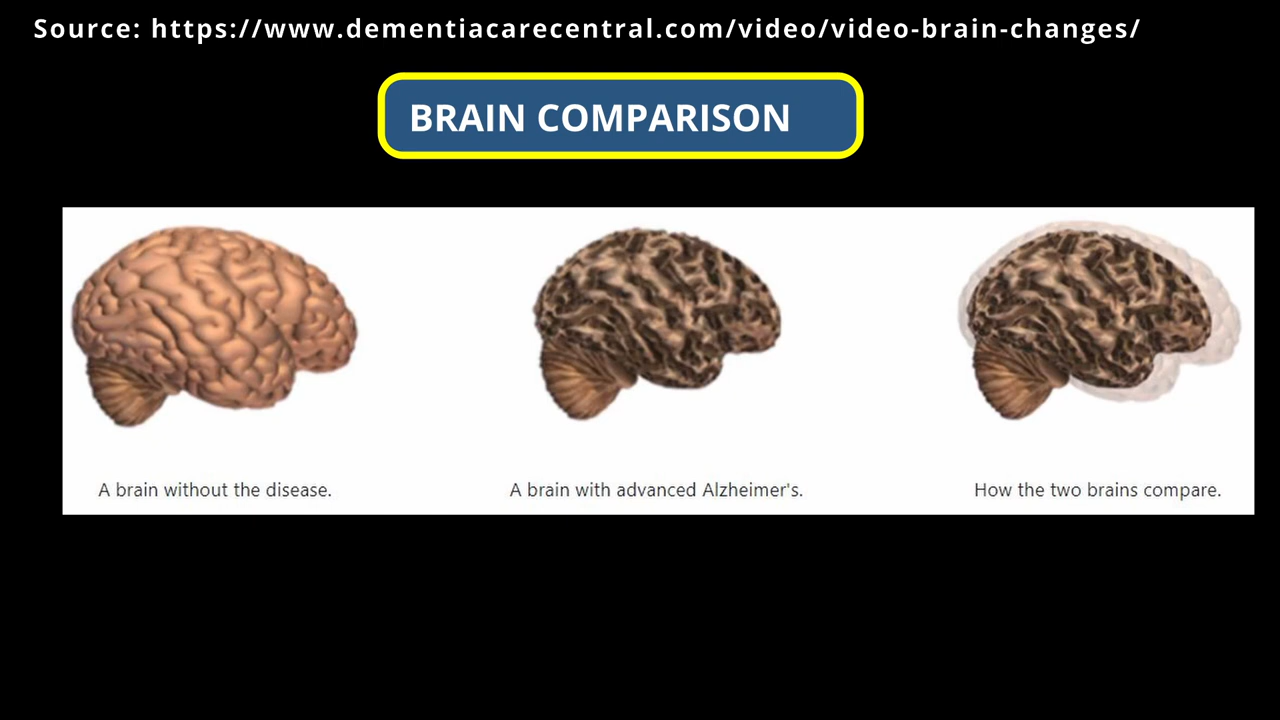 Source: https://www.dementiacarecentral.com/video/video-brain-changes/
BRAIN COMPARISON
A brain without the disease.
A brain with advanced Alzheimer's.
How the two brains compare.